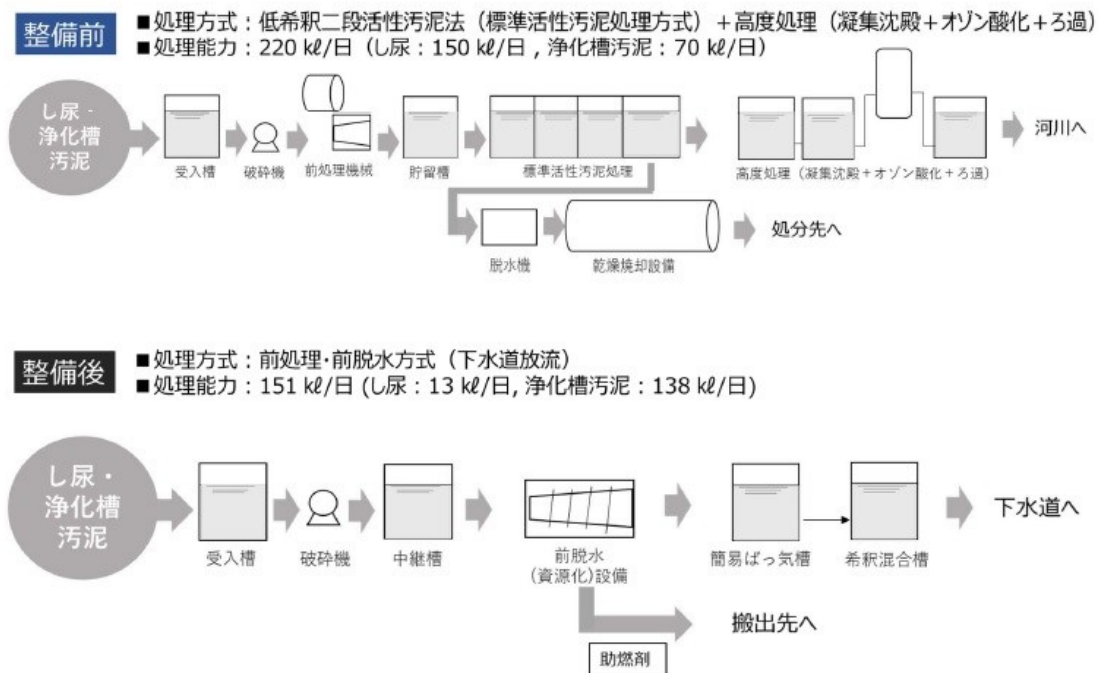 整備前
■処理方式：低希釈二段活性汚泥法（標準活性汚泥処理方式）＋高度処理（凝集沈殿＋オゾン酸化＋ろ過）
■処理能力：220 kℓ/日（し尿：150 kℓ/日 , 浄化槽汚泥：70 kℓ/日）
し尿・
浄化槽
汚泥
受入槽
破砕機
前処理機械
貯留槽
標準活性汚泥処理
高度処理（凝集沈殿＋オゾン酸化＋ろ過）
河川へ
脱水機
乾燥焼却設備
処分先へ
整備後
■処理方式：前処理・前脱水方式（下水道放流）
■処理能力：151 kℓ/日 (し尿：13 kℓ/日, 浄化槽汚泥：138 kℓ/日)
し尿・
浄化槽
汚泥
受入槽
破砕機
中継槽
前脱水
(資源化)設備
簡易ばっ気槽
希釈混合槽
下水道へ
搬出先へ
助燃剤